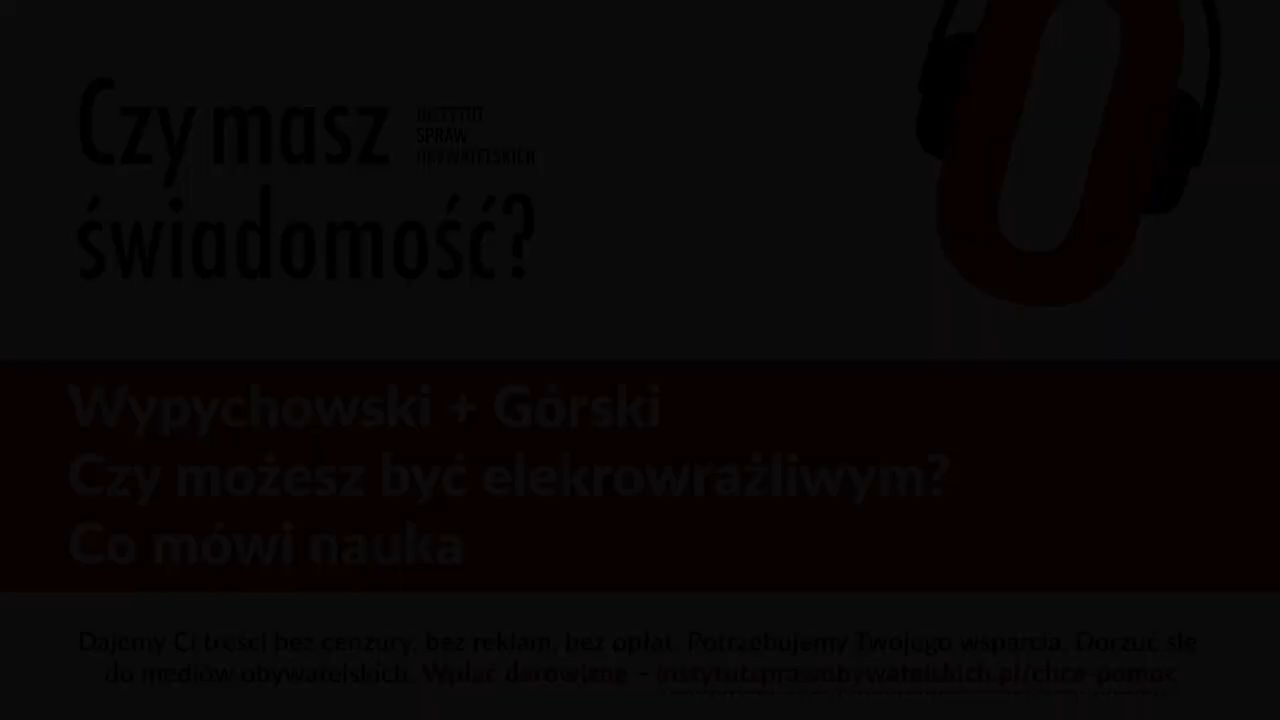 Czy masz
świadomość?
INSTYTUT
SPRAW
OBYWATELSKICH
Wypychowski + Górski
Czy możesz być elekrowrażliwym?
Co mówi nauka
Dajemy Ci treści bez cenzury, bez reklam, bez opłat. Potrzebujemy Twojego wsparcia. Dorzuć się
do mediów obywatelskich. Wpłać darowiznę – instytutsprawobywatelskich.pl/chce-pomoc